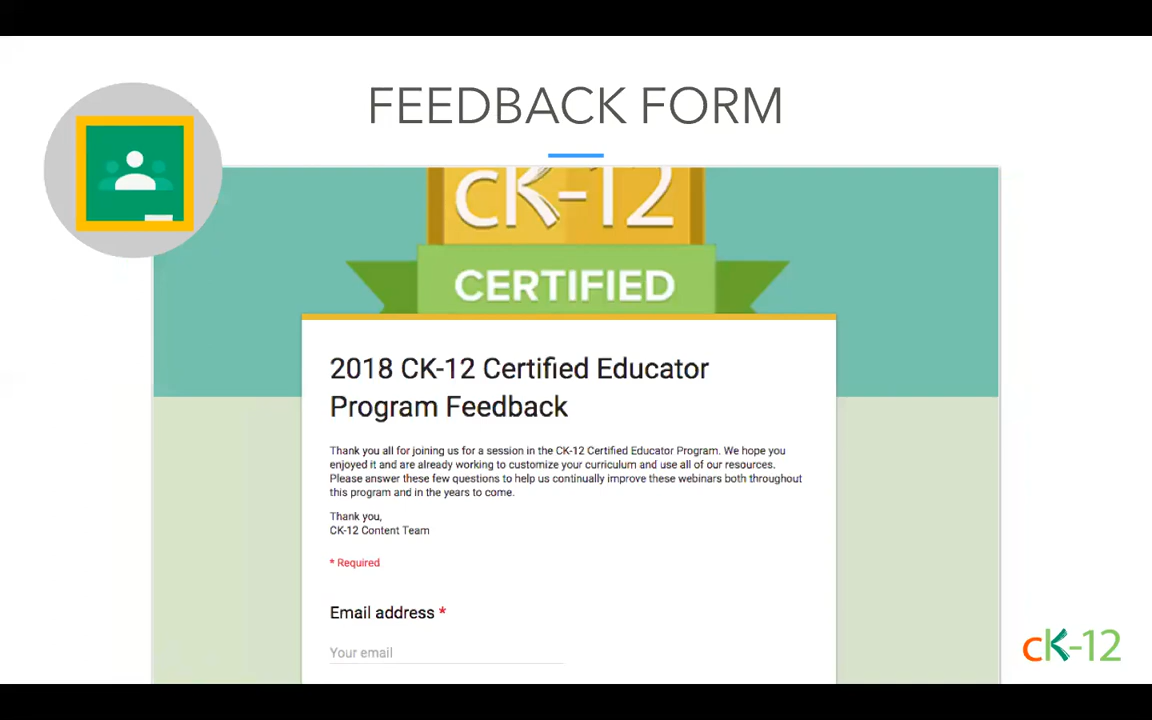 FEEDBACK FORM
cK-12
CERTIFIED
2018 CK-12 Certified Educator
Program Feedback
Thank you all for joining us for a session in the CK-12 Certified Educator Program. We hope you
enjoyed it and are already working to customize your curriculum and use all of our resources.
Please answer these few questions to help us continually improve these webinars both throughout
this program and in the years to come.
Thank you,
CK-12 Content Team
* Required
Email address *
Your email
cK-12